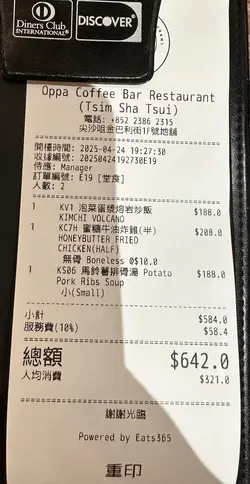 Diners Club
INTERNATIONAL®
DISCOVER®
Oppa Coffee Bar Restaurant
(Tsim Sha Tsui)
電話: +852 2386 2315
尖沙咀金巴利街1F號地舖
開檯時間: 2025-04-24 19:27:30
收據編號: 20250424192730E19
侍應: Manager
訂單編號: E19 [堂食]
人數: 2
1 KV1 泡菜蛋漿熔岩炒飯 $188.0
KIMCHI VOLCANO
1 KC7H 蜜糖牛油炸雞(半) $208.0
HONEYBUTTER FRIED
CHICKEN(HALF)
無骨 Boneless @$10.0
1 KS06 馬鈴薯排骨湯 Potato $188.0
Pork Ribs Soup
小(Small)
小計 $584.0
服務費(10%) $58.4
總額 $642.0
人均消費 $321.0
謝謝光臨
Powered by Eats365
重印